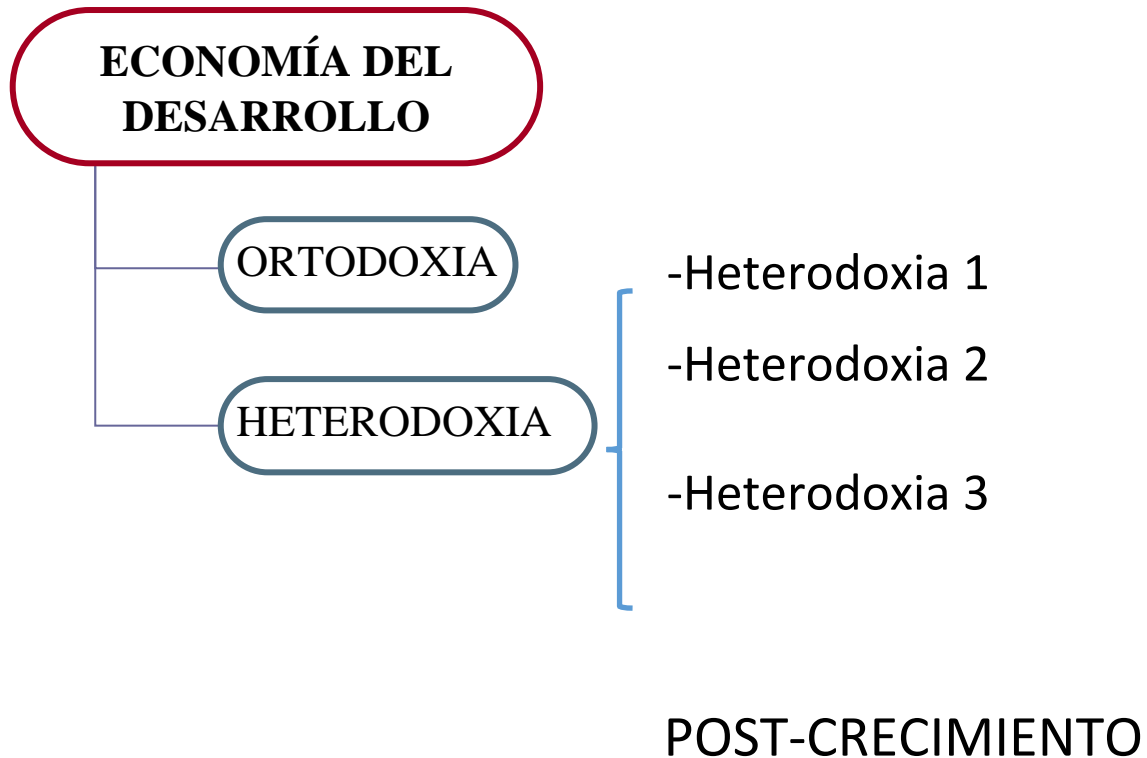 ECONOMÍA DEL
DESARROLLO
ORTODOXIA
HETERODOXIA
-Heterodoxia 1
-Heterodoxia 2
-Heterodoxia 3
POST-CRECIMIENTO